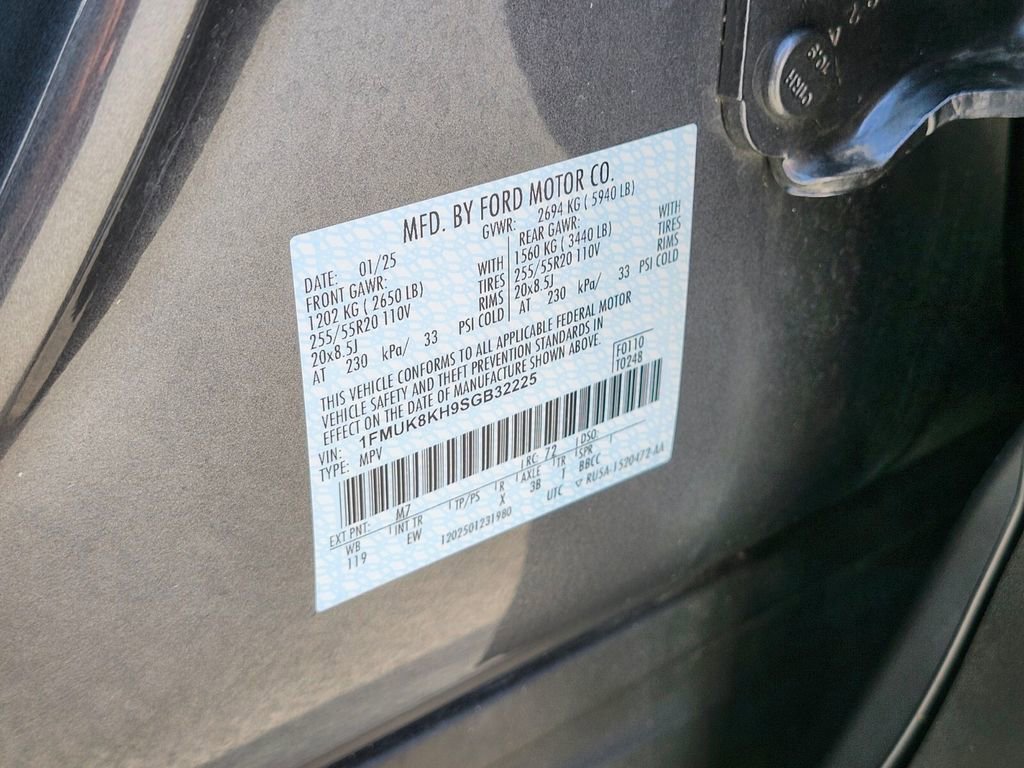 MFD. BY FORD MOTOR CO.
DATE: 01/25 GVWR: 2694 KG ( 5940 LB)
FRONT GAWR: REAR GAWR:
1202 KG ( 2650 LB) WITH 1560 KG ( 3440 LB) WITH
255/55R20 110V TIRES 255/55R20 110V TIRES
20x8.5J RIMS 20x8.5J RIMS
AT 230 kPa/ 33 PSI COLD AT 230 kPa/ 33 PSI COLD
THIS VEHICLE CONFORMS TO ALL APPLICABLE FEDERAL MOTOR
VEHICLE SAFETY AND THEFT PREVENTION STANDARDS IN
EFFECT ON THE DATE OF MANUFACTURE SHOWN ABOVE.
VIN: 1FMUK8KH9SGB32225 F0110
TYPE: MPV T0248
EXT PNT: M7 RC: 72 DSO:
WB INT TR TP/PS R AXLE TR SPR
119 EW X 3B J BBCC
1202501231980 UTC ▽ RUSA-1520472-AA